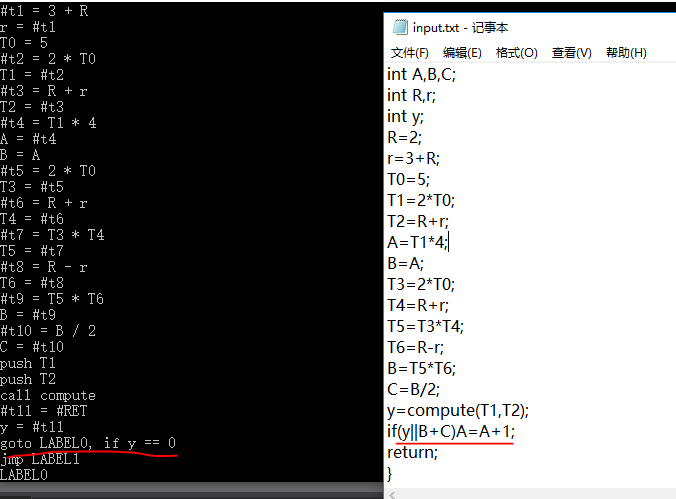 #t1 = 3 + R
r = #t1
T0 = 5
#t2 = 2 * T0
T1 = #t2
#t3 = R + r
T2 = #t3
#t4 = T1 * 4
A = #t4
B = A
#t5 = 2 * T0
T3 = #t5
#t6 = R + r
T4 = #t6
#t7 = T3 * T4
T5 = #t7
#t8 = R - r
T6 = #t8
#t9 = T5 * T6
B = #t9
#t10 = B / 2
C = #t10
push T1
push T2
call compute
#t11 = #RET
y = #t11
goto LABEL0, if y == 0
jmp LABEL1
LABEL0
input.txt - 记事本
文件(F) 编辑(E) 格式(O) 查看(V) 帮助(H)
int A,B,C;
int R,r;
int y;
R=2;
r=3+R;
T0=5;
T1=2*T0;
T2=R+r;
A=T1*4;
B=A;
T3=2*T0;
T4=R+r;
T5=T3*T4;
T6=R-r;
B=T5*T6;
C=B/2;
y=compute(T1,T2);
if(y||B+C)A=A+1;
return;
}